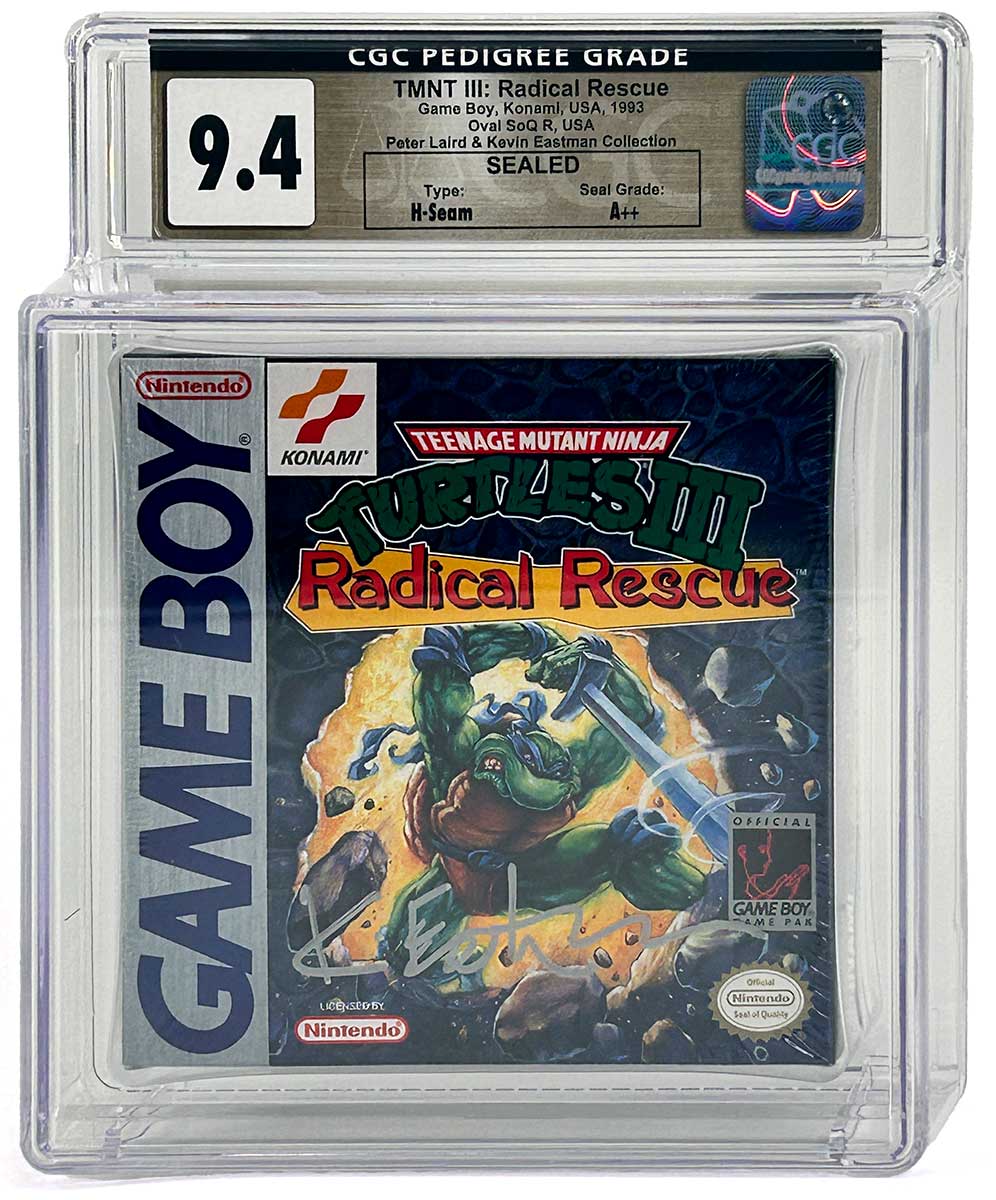 CGC PEDIGREE GRADE
9.4
TMNT III: Radical Rescue
Game Boy, Konami, USA, 1993
Oval SoQ R, USA
Peter Laird & Kevin Eastman Collection
SEALED
Type:
H-Seam
Seal Grade:
A++
CGC
Nintendo®
GAME BOY®
KONAMI®
TEENAGE MUTANT NINJA
TURTLES III
Radical Rescue™
OFFICIAL
GAME BOY
GAME PAK
LICENSED BY
Nintendo®
Official
Nintendo
Seal of Quality